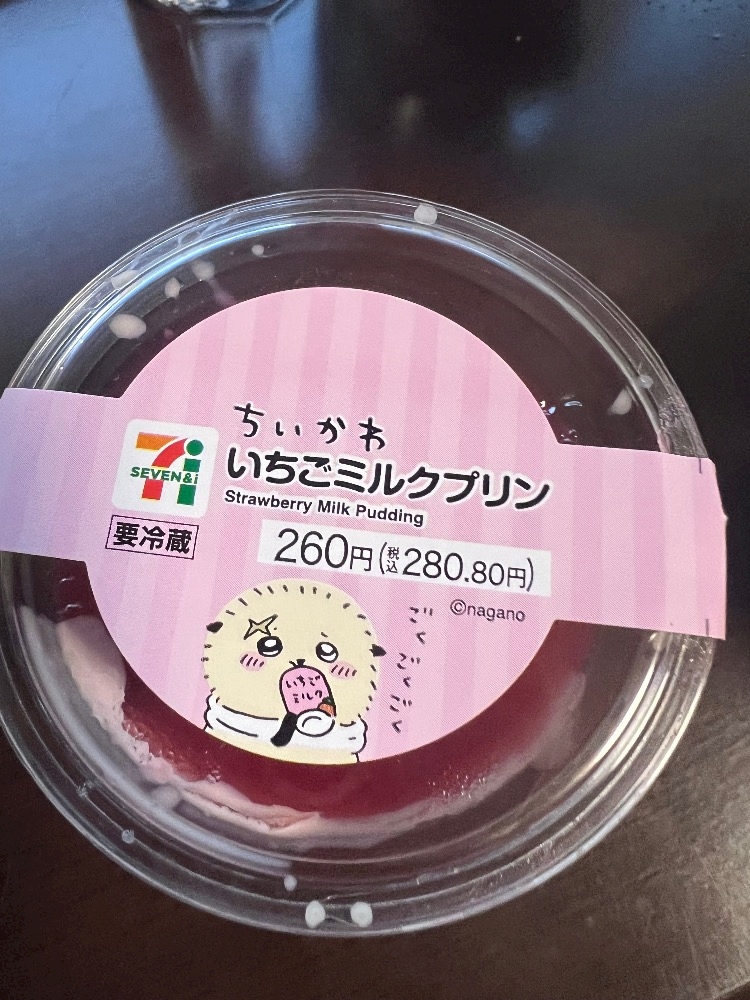 ちいかわ
SEVEN&i
いちごミルクプリン
Strawberry Milk Pudding
要冷蔵
260円(税込280.80円)
©nagano
いちご
ミルク
ごくごくごく